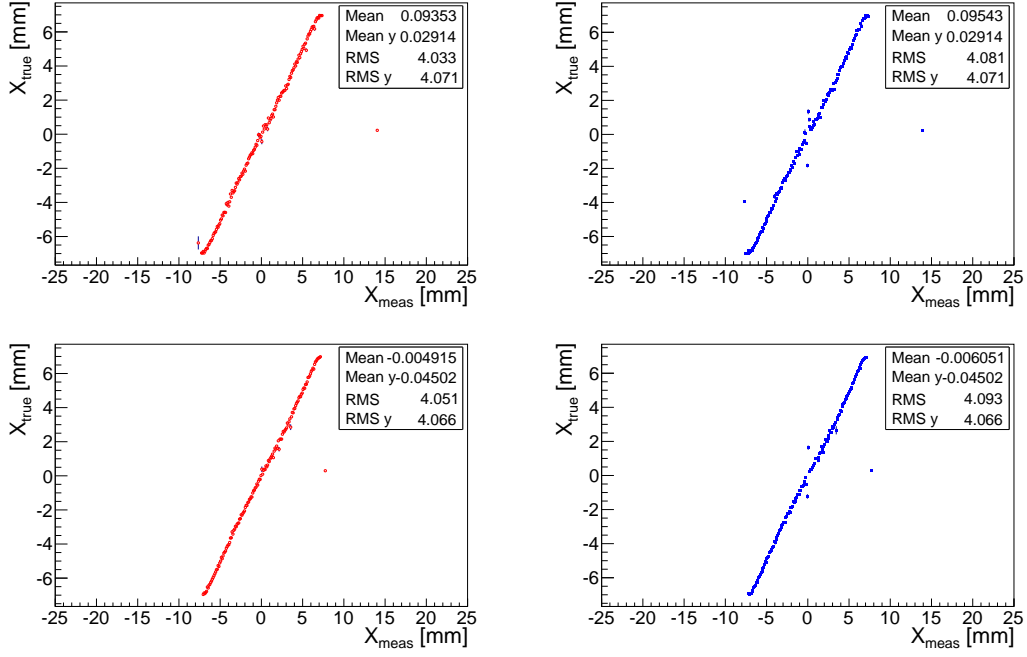 X_true [mm]
6
4
2
0
-2
-4
-6
Mean 0.09353
Mean y 0.02914
RMS 4.033
RMS y 4.071
-25 -20 -15 -10 -5 0 5 10 15 20 25
X_meas [mm]
X_true [mm]
6
4
2
0
-2
-4
-6
Mean 0.09543
Mean y 0.02914
RMS 4.081
RMS y 4.071
-25 -20 -15 -10 -5 0 5 10 15 20 25
X_meas [mm]
X_true [mm]
6
4
2
0
-2
-4
-6
Mean -0.004915
Mean y-0.04502
RMS 4.051
RMS y 4.066
-25 -20 -15 -10 -5 0 5 10 15 20 25
X_meas [mm]
X_true [mm]
6
4
2
0
-2
-4
-6
Mean -0.006051
Mean y-0.04502
RMS 4.093
RMS y 4.066
-25 -20 -15 -10 -5 0 5 10 15 20 25
X_meas [mm]